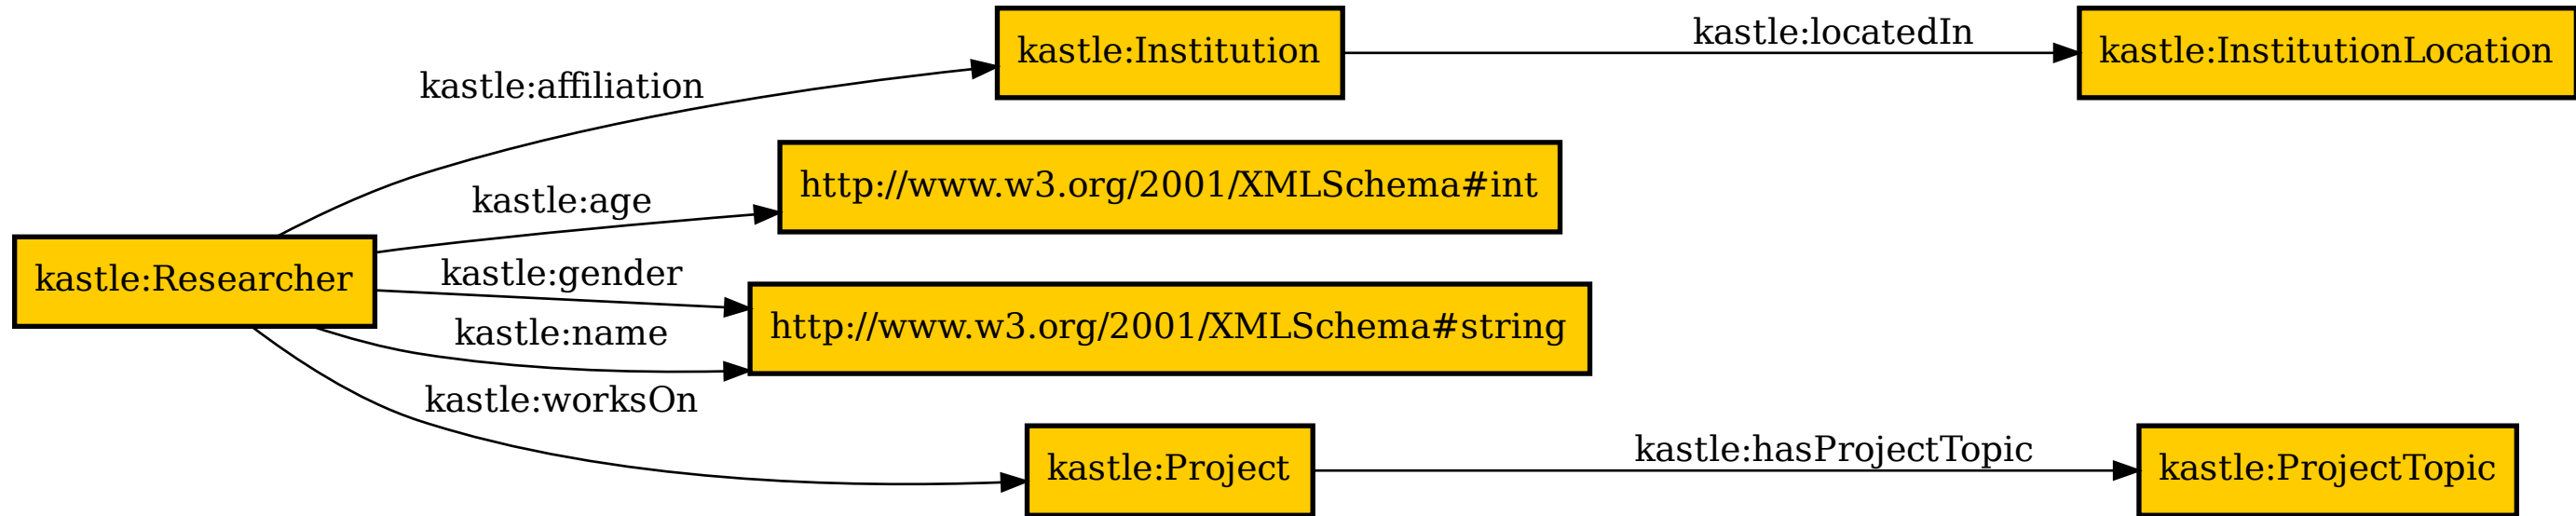 kastle:Institution
kastle:locatedIn
kastle:InstitutionLocation
kastle:affiliation
http://www.w3.org/2001/XMLSchema#int
kastle:age
kastle:Researcher
kastle:gender
http://www.w3.org/2001/XMLSchema#string
kastle:name
kastle:worksOn
kastle:Project
kastle:hasProjectTopic
kastle:ProjectTopic